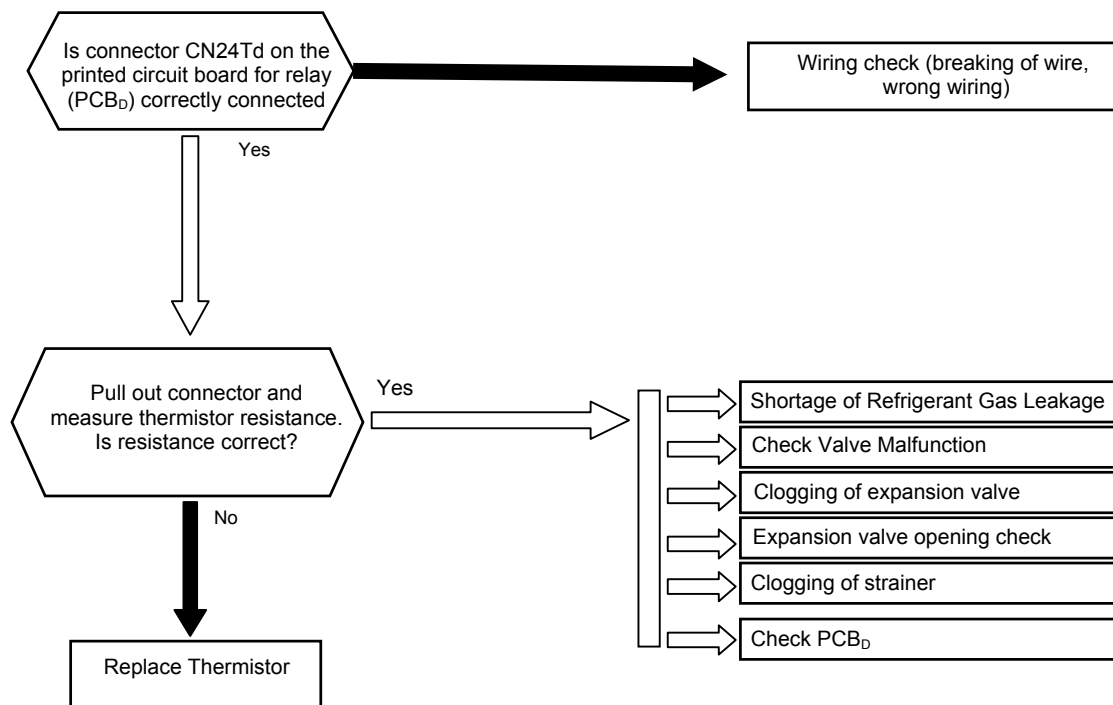 Is connector CN24Td on the
printed circuit board for relay
(PCB_D) correctly connected
Wiring check (breaking of wire,
wrong wiring)
Yes
Pull out connector and
measure thermistor resistance.
Is resistance correct?
Yes
Shortage of Refrigerant Gas Leakage
Check Valve Malfunction
Clogging of expansion valve
Expansion valve opening check
Clogging of strainer
Check PCB_D
No
Replace Thermistor